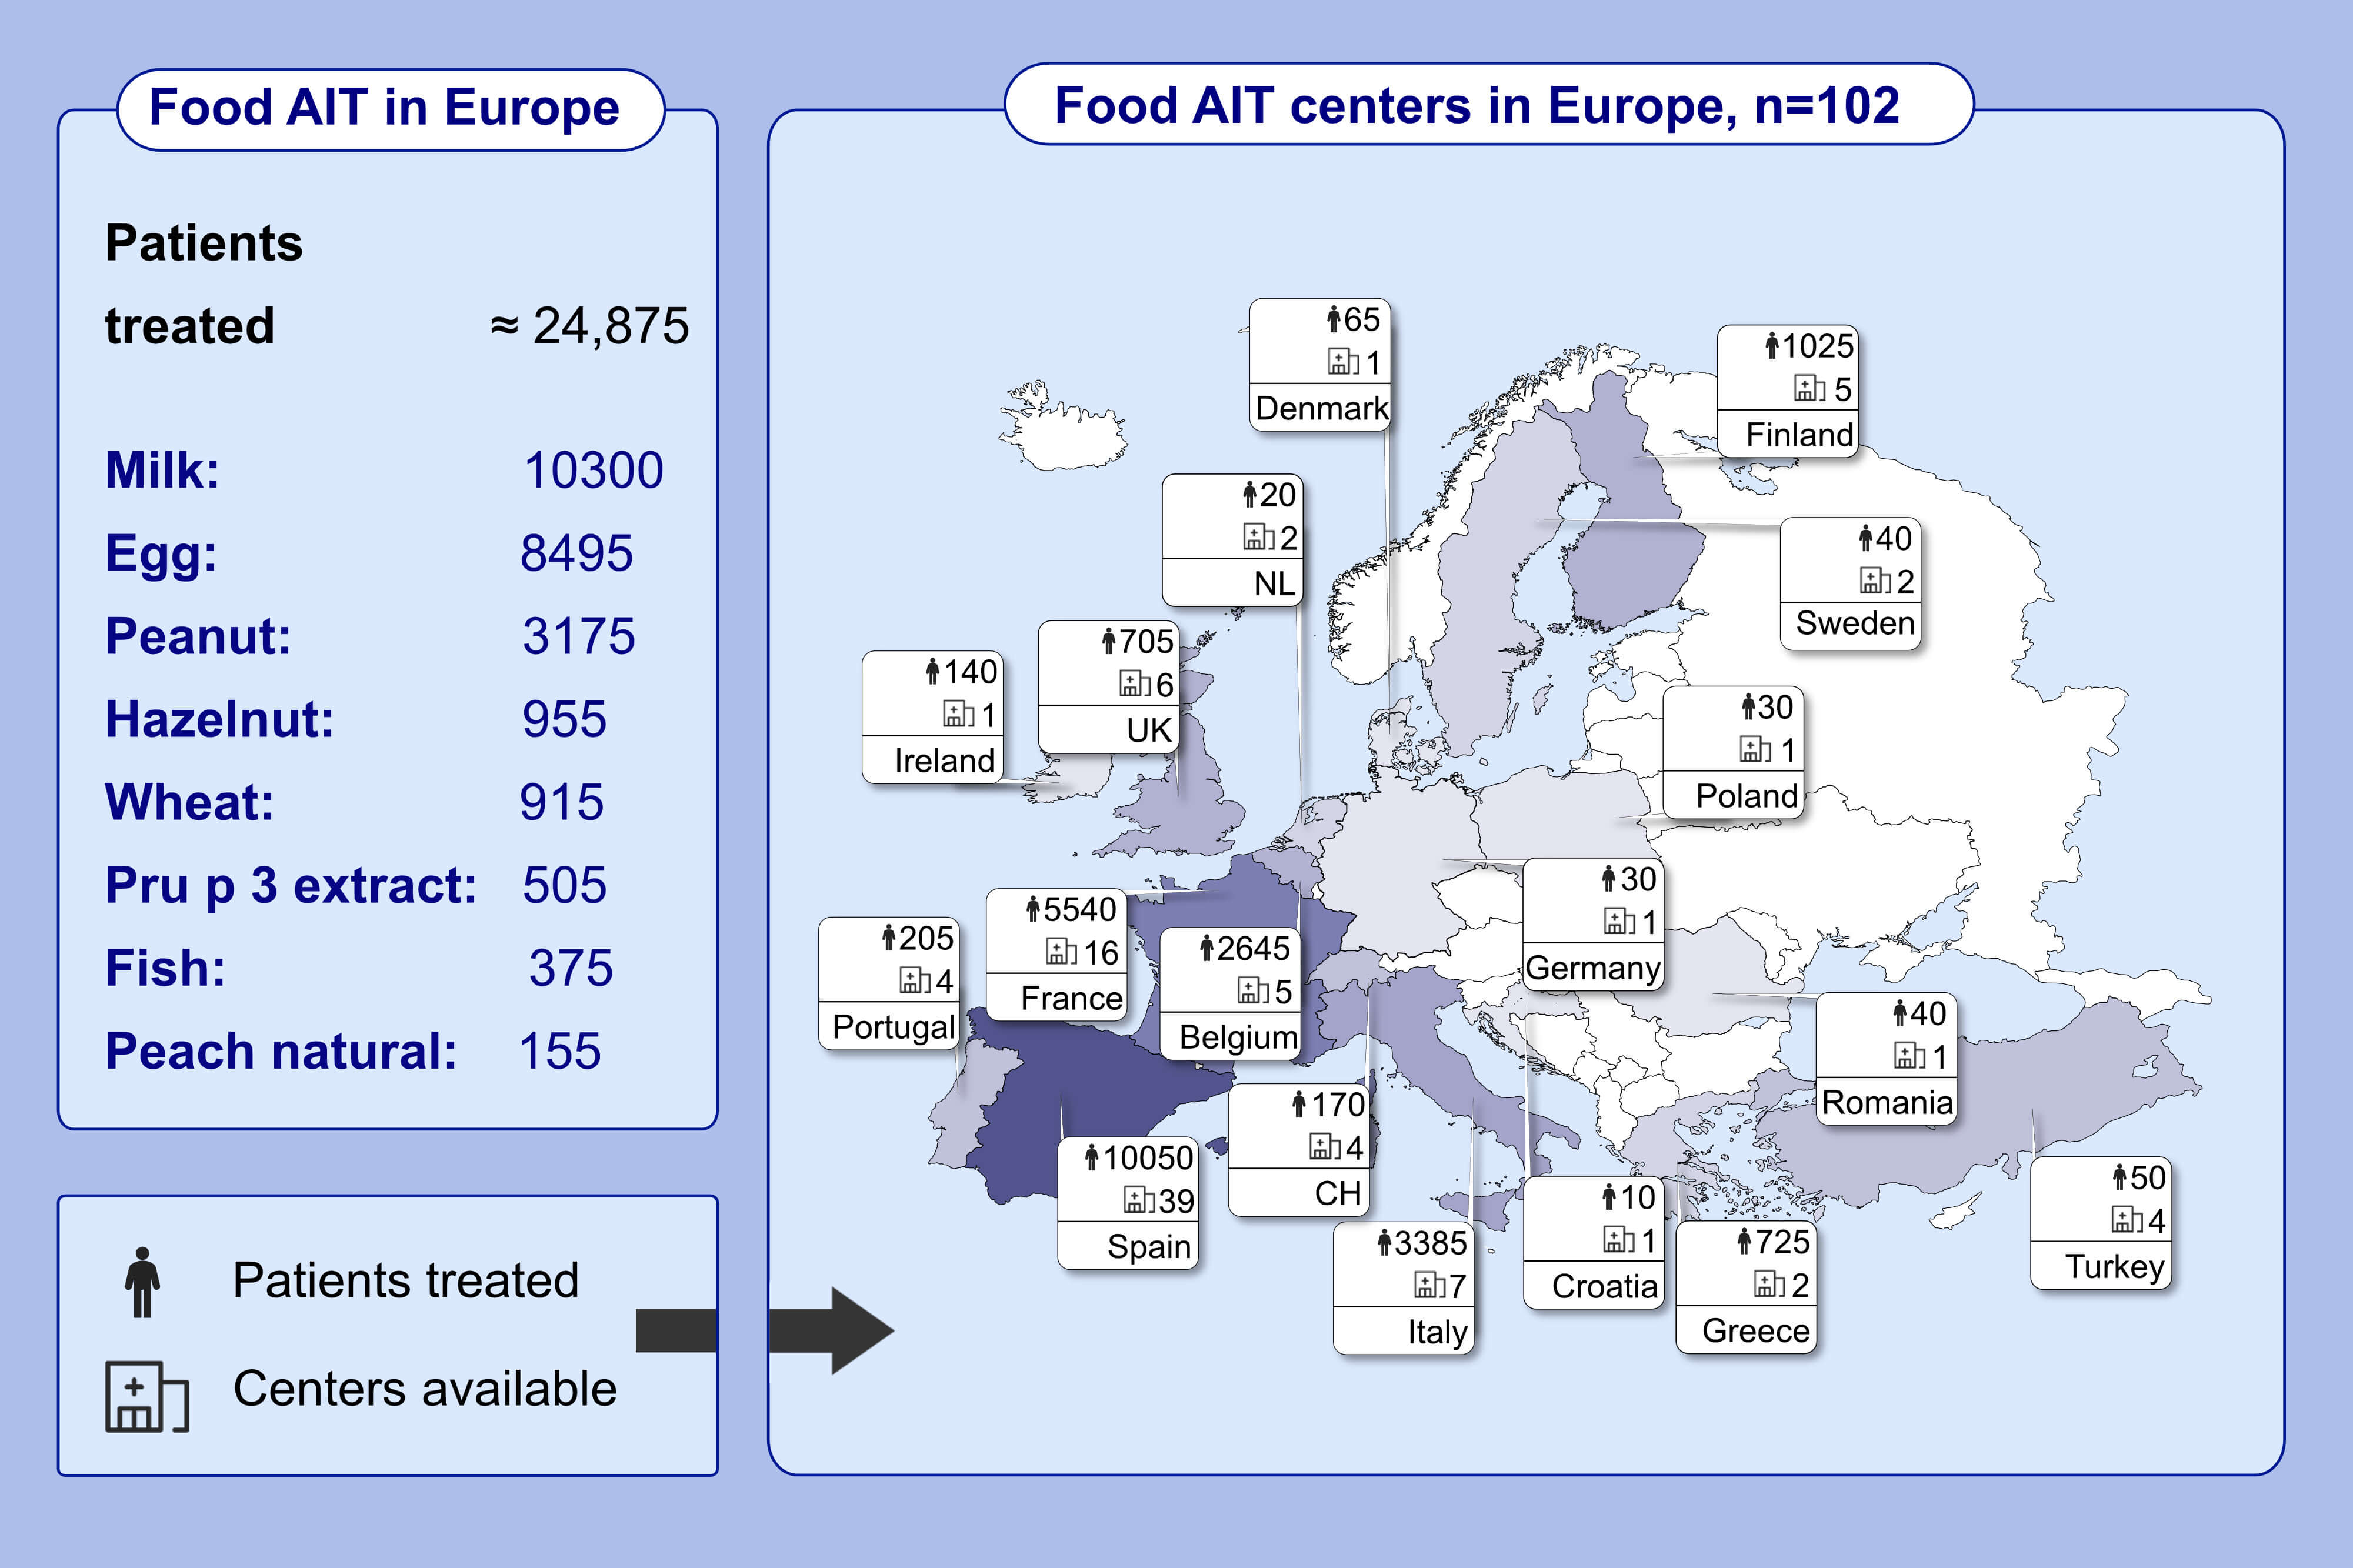 Food AIT in Europe
Patients
treated ≈ 24,875
Milk: 10300
Egg: 8495
Peanut: 3175
Hazelnut: 955
Wheat: 915
Pru p 3 extract: 505
Fish: 375
Peach natural: 155
Patients treated
Centers available
Food AIT centers in Europe, n=102
65
1
Denmark
1025
5
Finland
20
2
NL
40
2
Sweden
705
6
UK
140
1
Ireland
30
1
Poland
30
1
Germany
5540
16
France
205
4
Portugal
2645
5
Belgium
40
1
Romania
170
4
CH
10050
39
Spain
50
4
Turkey
10
1
Croatia
3385
7
Italy
725
2
Greece